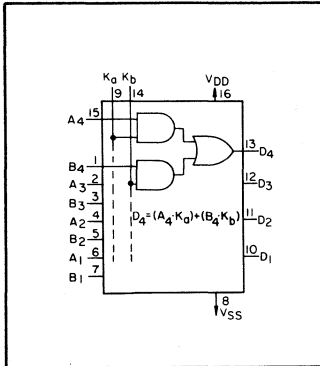 Ka Kb
9 14
VDD
16
A4 15
13 D4
B4 1
A3 2
12 D3
B3 3
A2 4
D4=(A4·Ka)+(B4·Kb)
11 D2
B2 5
A1 6
10 D1
B1 7
8
VSS